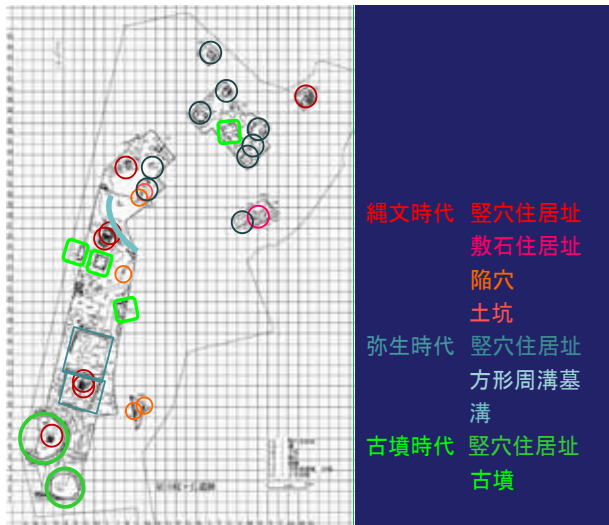 縄文時代 竪穴住居址
敷石住居址
陥穴
土坑
弥生時代 竪穴住居址
方形周溝墓
溝
古墳時代 竪穴住居址
古墳